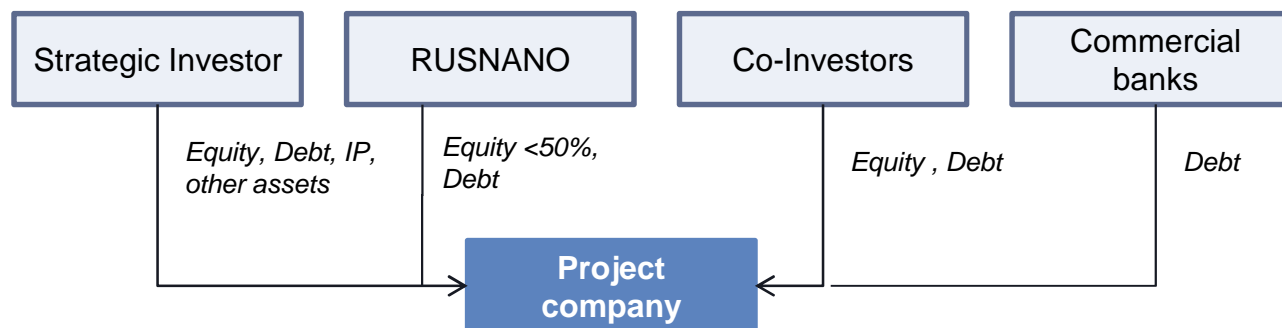 Strategic Investor
RUSNANO
Co-Investors
Commercial
banks
Equity, Debt, IP,
other assets
Equity <50%,
Debt
Equity , Debt
Debt
Project
company